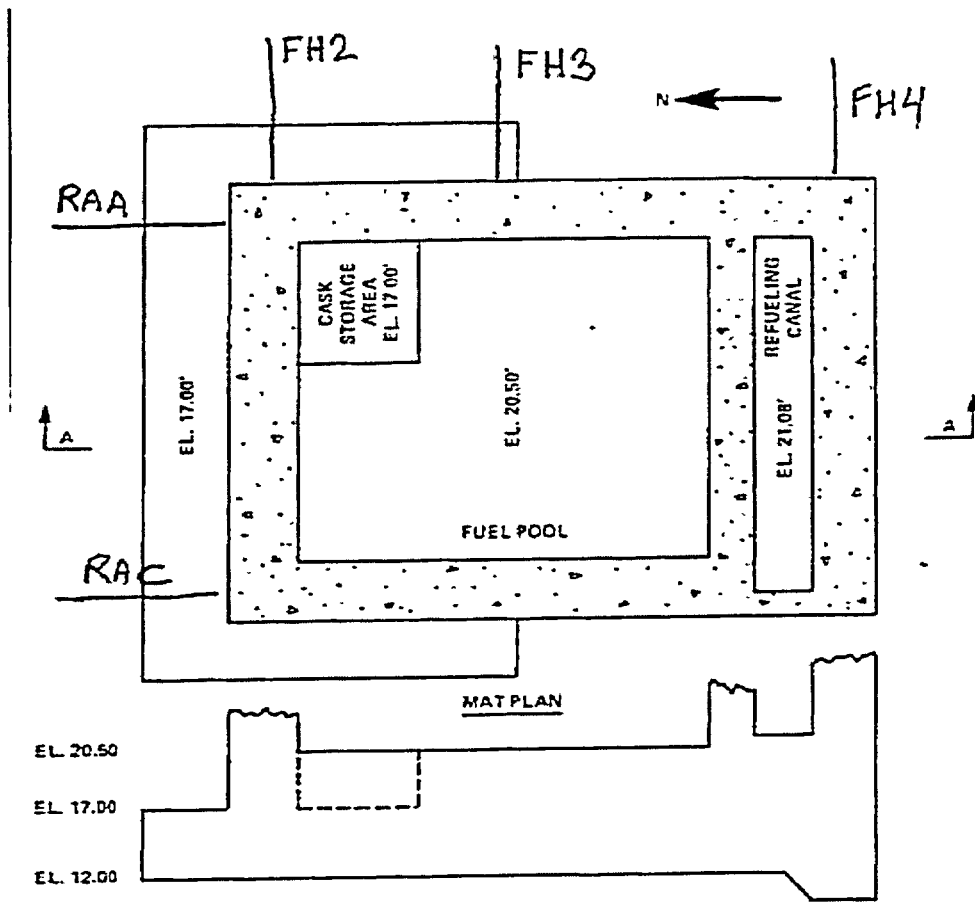 FH2
FH3
N
FH4
RAA
CASK
STORAGE
AREA
EL. 17.00'
REFUELING
CANAL
EL. 17.00'
EL. 20.50'
EL. 21.08'
A
A
FUEL POOL
RAC
MAT PLAN
EL. 20.50
EL. 17.00
EL. 12.00